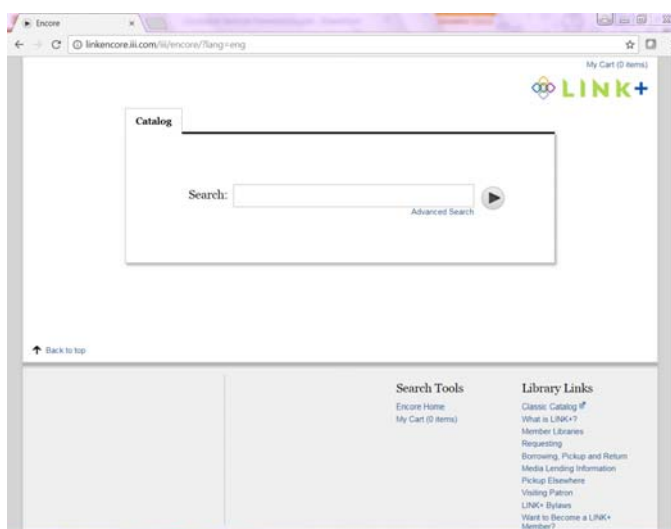 Encore
linkencore.iii.com/iii/encore/?lang=eng
My Cart (0 items)
LINK+
Catalog
Search:
Advanced Search
Back to top
Search Tools
Encore Home
My Cart (0 items)
Library Links
Classic Catalog
What is LINK+?
Member Libraries
Requesting
Borrowing, Pickup and Return
Media Lending Information
Pickup Elsewhere
Visiting Patron
LINK+ Bylaws
Want to Become a LINK+
Member?